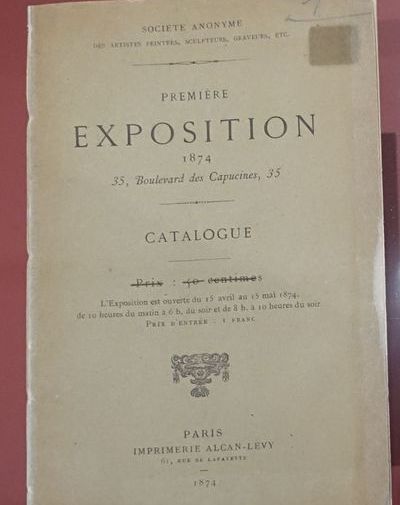 SOCIÉTÉ ANONYME
DES ARTISTES PEINTRES, SCULPTEURS, GRAVEURS, ETC.
PREMIÈRE
EXPOSITION
1874
35, Boulevard des Capucines, 35
CATALOGUE
Prix : 50 centimes
L'Exposition est ouverte du 15 avril au 15 mai 1874,
de 10 heures du matin à 6 h. du soir et de 8 h. à 10 heures du soir
PRIX D'ENTRÉE : 1 FRANC
PARIS
IMPRIMERIE ALCAN-LÉVY
61, RUE DE LAFAYETTE
1874